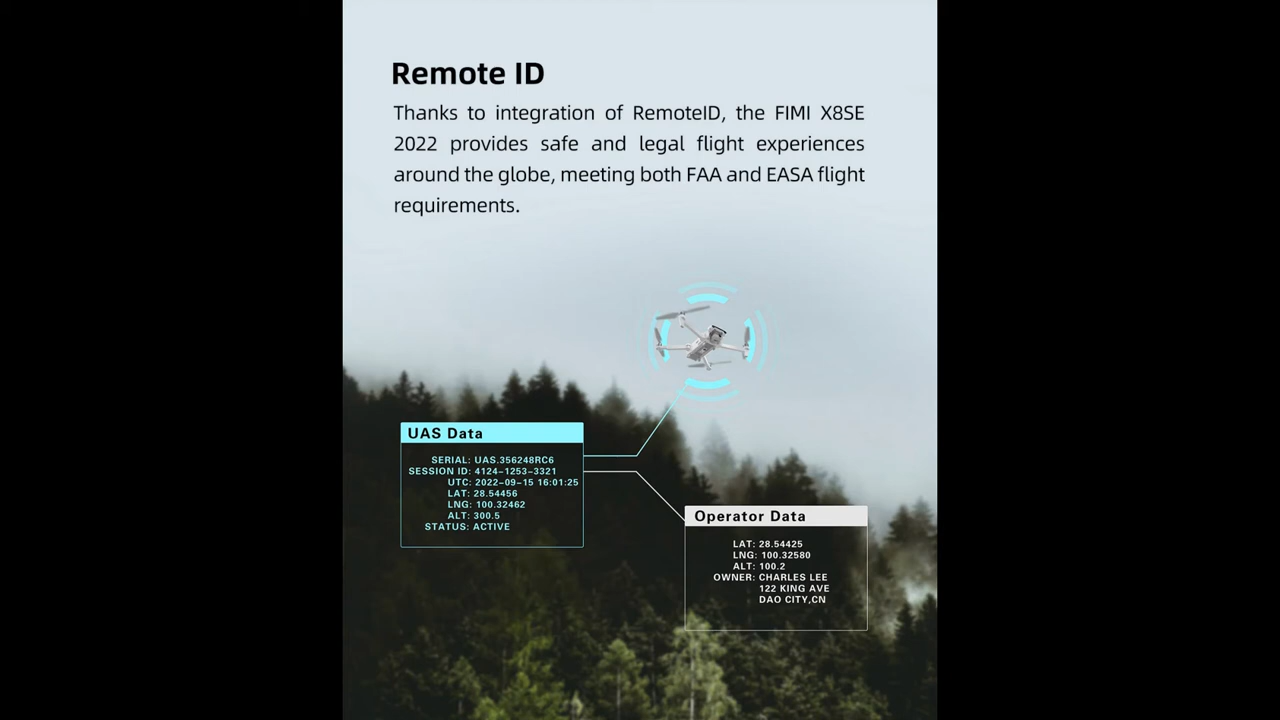 Remote ID
Thanks to integration of RemoteID, the FIMI X8SE
2022 provides safe and legal flight experiences
around the globe, meeting both FAA and EASA flight
requirements.
UAS Data
SERIAL: UAS.356248RC6
SESSION ID: 4124-1253-3321
UTC: 2022-09-15 16:01:25
LAT: 28.54456
LNG: 100.32462
ALT: 300.5
STATUS: ACTIVE
Operator Data
LAT: 28.54425
LNG: 100.32580
ALT: 100.2
OWNER: CHARLES LEE
122 KING AVE
DAO CITY,CN